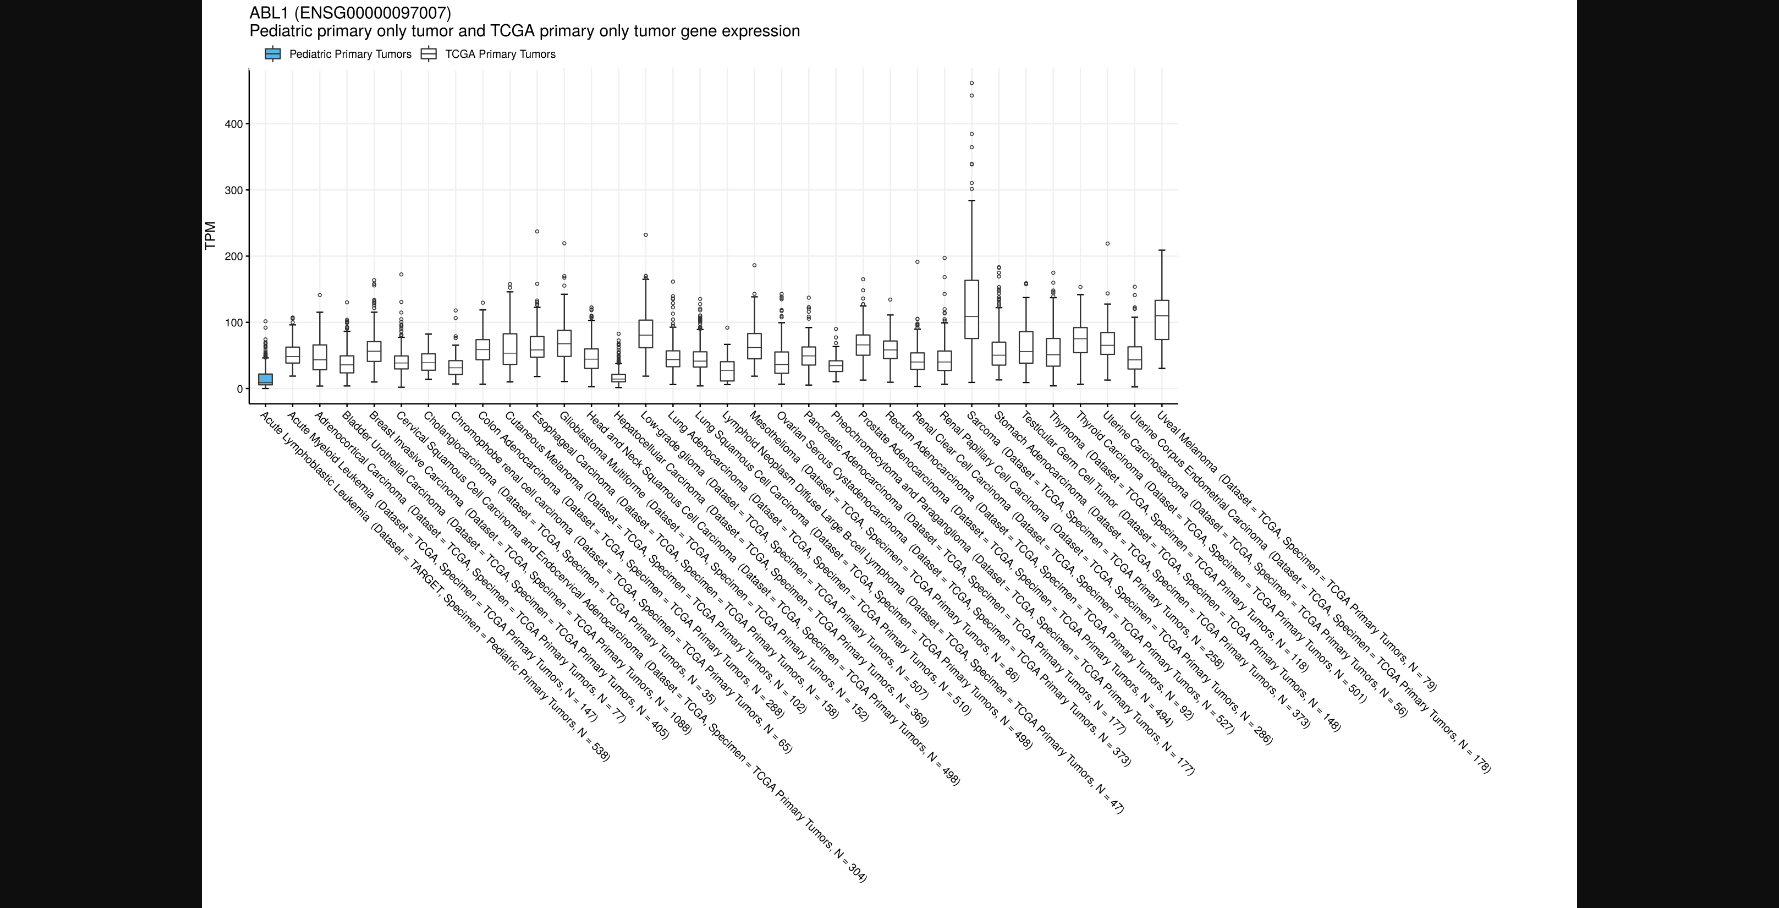 ABL1 (ENSG00000097007)
Pediatric primary only tumor and TCGA primary only tumor gene expression
Pediatric Primary Tumors
TCGA Primary Tumors
TPM
400
300
200
100
0
Acute Lymphoblastic Leukemia (Dataset = TARGET, Specimen = Pediatric Primary Tumors, N = 538)
Acute Myeloid Leukemia (Dataset = TCGA, Specimen = TCGA Primary Tumors, N = 147)
Adrenocortical Carcinoma (Dataset = TCGA, Specimen = TCGA Primary Tumors, N = 77)
Bladder Urothelial Carcinoma (Dataset = TCGA, Specimen = TCGA Primary Tumors, N = 405)
Breast Invasive Carcinoma (Dataset = TCGA, Specimen = TCGA Primary Tumors, N = 1088)
Cervical Squamous Cell Carcinoma and Endocervical Adenocarcinoma (Dataset = TCGA, Specimen = TCGA Primary Tumors, N = 304)
Cholangiocarcinoma (Dataset = TCGA, Specimen = TCGA Primary Tumors, N = 35)
Chromophobe renal cell carcinoma (Dataset = TCGA, Specimen = TCGA Primary Tumors, N = 65)
Colon Adenocarcinoma (Dataset = TCGA, Specimen = TCGA Primary Tumors, N = 288)
Cutaneous Melanoma (Dataset = TCGA, Specimen = TCGA Primary Tumors, N = 102)
Esophageal Carcinoma (Dataset = TCGA, Specimen = TCGA Primary Tumors, N = 158)
Glioblastoma Multiforme (Dataset = TCGA, Specimen = TCGA Primary Tumors, N = 152)
Head and Neck Squamous Cell Carcinoma (Dataset = TCGA, Specimen = TCGA Primary Tumors, N = 498)
Hepatocellular Carcinoma (Dataset = TCGA, Specimen = TCGA Primary Tumors, N = 369)
Low-grade glioma (Dataset = TCGA, Specimen = TCGA Primary Tumors, N = 507)
Lung Adenocarcinoma (Dataset = TCGA, Specimen = TCGA Primary Tumors, N = 510)
Lung Squamous Cell Carcinoma (Dataset = TCGA, Specimen = TCGA Primary Tumors, N = 498)
Lymphoid Neoplasm Diffuse Large B-cell Lymphoma (Dataset = TCGA, Specimen = TCGA Primary Tumors, N = 47)
Mesothelioma (Dataset = TCGA, Specimen = TCGA Primary Tumors, N = 86)
Ovarian Serous Cystadenocarcinoma (Dataset = TCGA, Specimen = TCGA Primary Tumors, N = 373)
Pancreatic Adenocarcinoma (Dataset = TCGA, Specimen = TCGA Primary Tumors, N = 177)
Pheochromocytoma and Paraganglioma (Dataset = TCGA, Specimen = TCGA Primary Tumors, N = 177)
Prostate Adenocarcinoma (Dataset = TCGA, Specimen = TCGA Primary Tumors, N = 494)
Rectum Adenocarcinoma (Dataset = TCGA, Specimen = TCGA Primary Tumors, N = 92)
Renal Clear Cell Carcinoma (Dataset = TCGA, Specimen = TCGA Primary Tumors, N = 527)
Renal Papillary Cell Carcinoma (Dataset = TCGA, Specimen = TCGA Primary Tumors, N = 286)
Sarcoma (Dataset = TCGA, Specimen = TCGA Primary Tumors, N = 258)
Stomach Adenocarcinoma (Dataset = TCGA, Specimen = TCGA Primary Tumors, N = 373)
Testicular Germ Cell Tumor (Dataset = TCGA, Specimen = TCGA Primary Tumors, N = 148)
Thymoma (Dataset = TCGA, Specimen = TCGA Primary Tumors, N = 118)
Thyroid Carcinoma (Dataset = TCGA, Specimen = TCGA Primary Tumors, N = 501)
Uterine Carcinosarcoma (Dataset = TCGA, Specimen = TCGA Primary Tumors, N = 56)
Uterine Corpus Endometrial Carcinoma (Dataset = TCGA, Specimen = TCGA Primary Tumors, N = 178)
Uveal Melanoma (Dataset = TCGA, Specimen = TCGA Primary Tumors, N = 79)